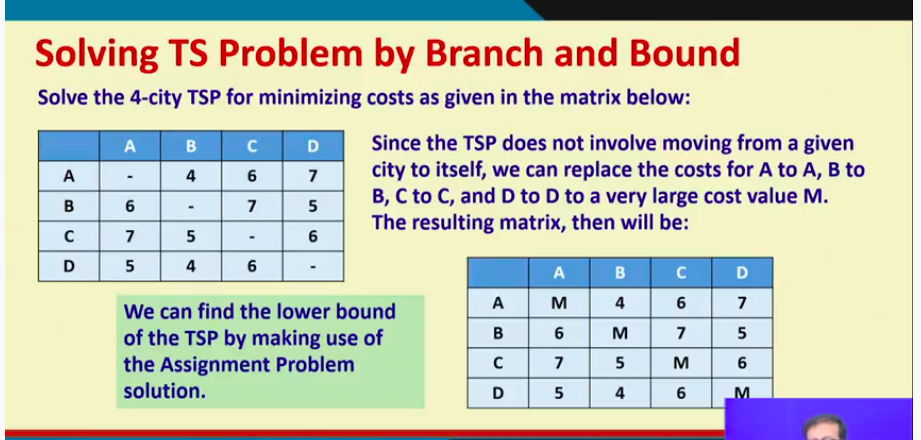 Solving TS Problem by Branch and Bound
Solve the 4-city TSP for minimizing costs as given in the matrix below:
A B C D
A - 4 6 7
B 6 - 7 5
C 7 5 - 6
D 5 4 6 -
Since the TSP does not involve moving from a given
city to itself, we can replace the costs for A to A, B to
B, C to C, and D to D to a very large cost value M.
The resulting matrix, then will be:
A B C D
A M 4 6 7
B 6 M 7 5
C 7 5 M 6
D 5 4 6 M
We can find the lower bound
of the TSP by making use of
the Assignment Problem
solution.